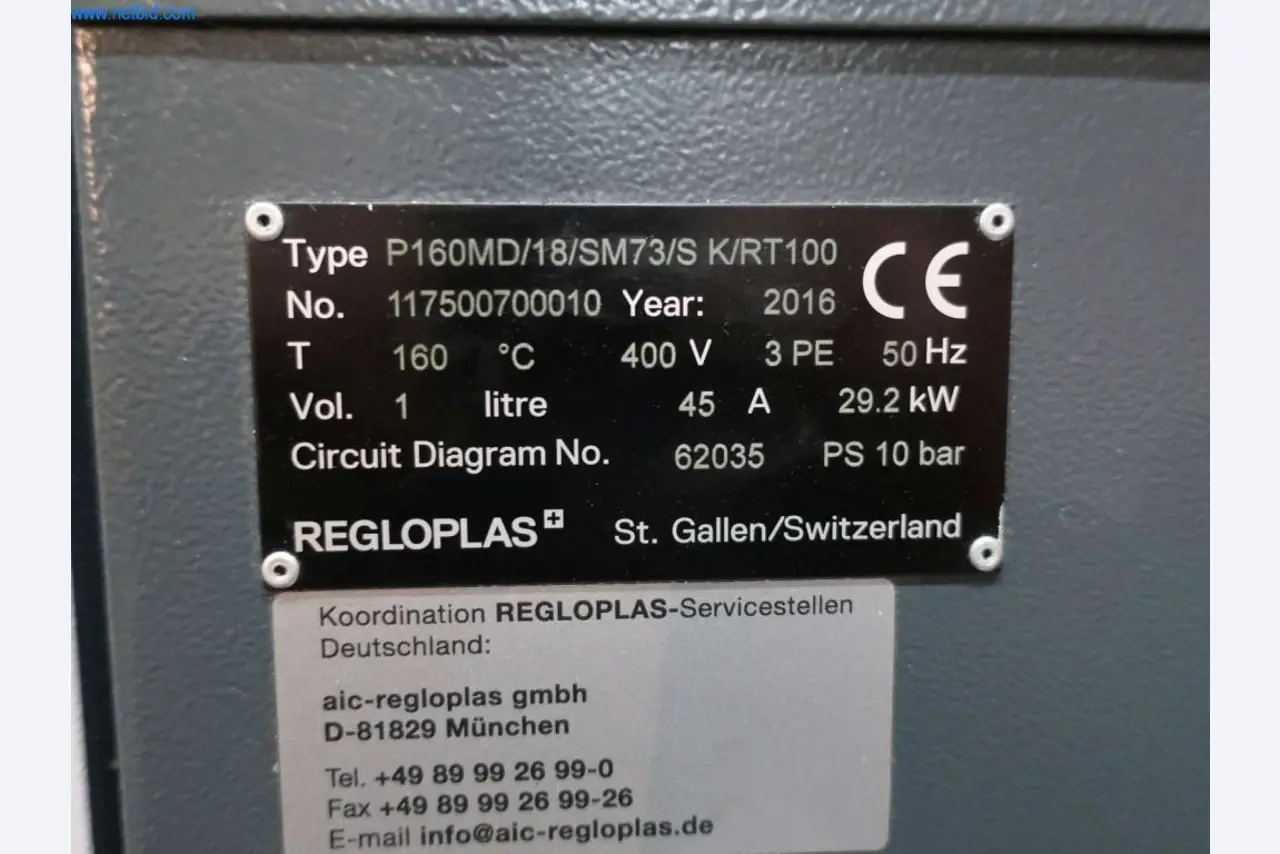 www.netbid.com
Type P160MD/18/SM73/S K/RT100 CE
No. 117500700010 Year: 2016
T 160 °C 400 V 3 PE 50 Hz
Vol. 1 litre 45 A 29.2 kW
Circuit Diagram No. 62035 PS 10 bar
REGLOPLAS St. Gallen/Switzerland
Koordination REGLOPLAS-Servicestellen
Deutschland:
aic-regloplas gmbh
D-81829 München
Tel. +49 89 99 26 99-0
Fax +49 89 99 26 99-26
E-mail info@aic-regloplas.de